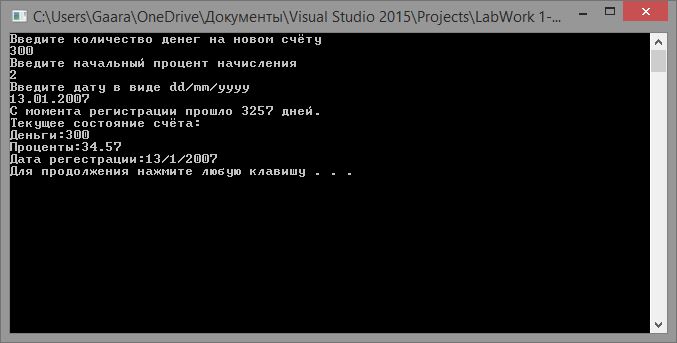 C:\Users\Gaara\OneDrive\Документы\Visual Studio 2015\Projects\LabWork 1-...
Введите количество денег на новом счёту
300
Введите начальный процент начисления
2
Введите дату в виде dd/mm/yyyy
13.01.2007
С момента регистрации прошло 3257 дней.
Текущее состояние счёта:
Деньги:300
Проценты:34.57
Дата регестрации:13/1/2007
Для продолжения нажмите любую клавишу . . .